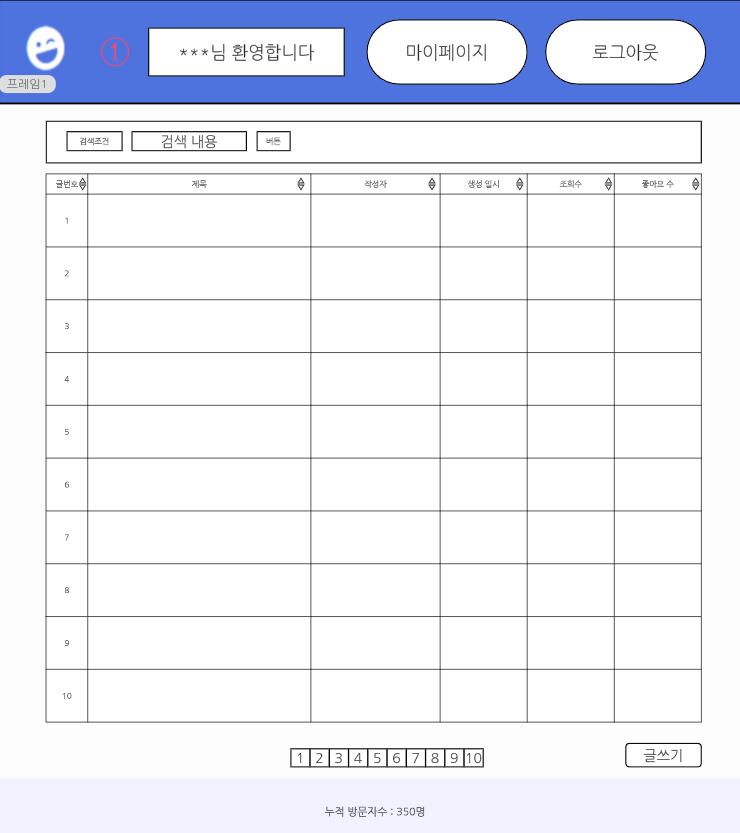 ① ***님 환영합니다 마이페이지 로그아웃
프레임1
검색조건 검색 내용 버튼
글번호 제목 작성자 생성 일시 조회수 좋아요 수
1
2
3
4
5
6
7
8
9
10
1 2 3 4 5 6 7 8 9 10
글쓰기
누적 방문자수 : 350명